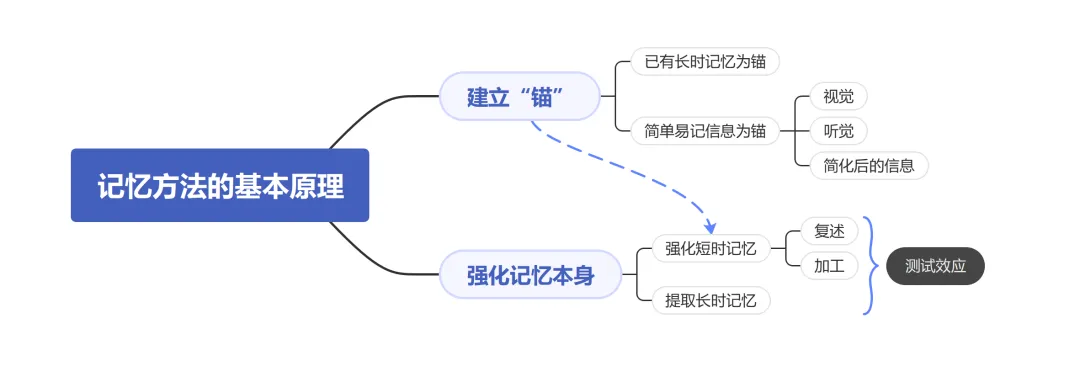 记忆方法的基本原理
建立“锚”
已有长时记忆为锚
简单易记信息为锚
视觉
听觉
简化后的信息
强化记忆本身
强化短时记忆
复述
加工
提取长时记忆
测试效应